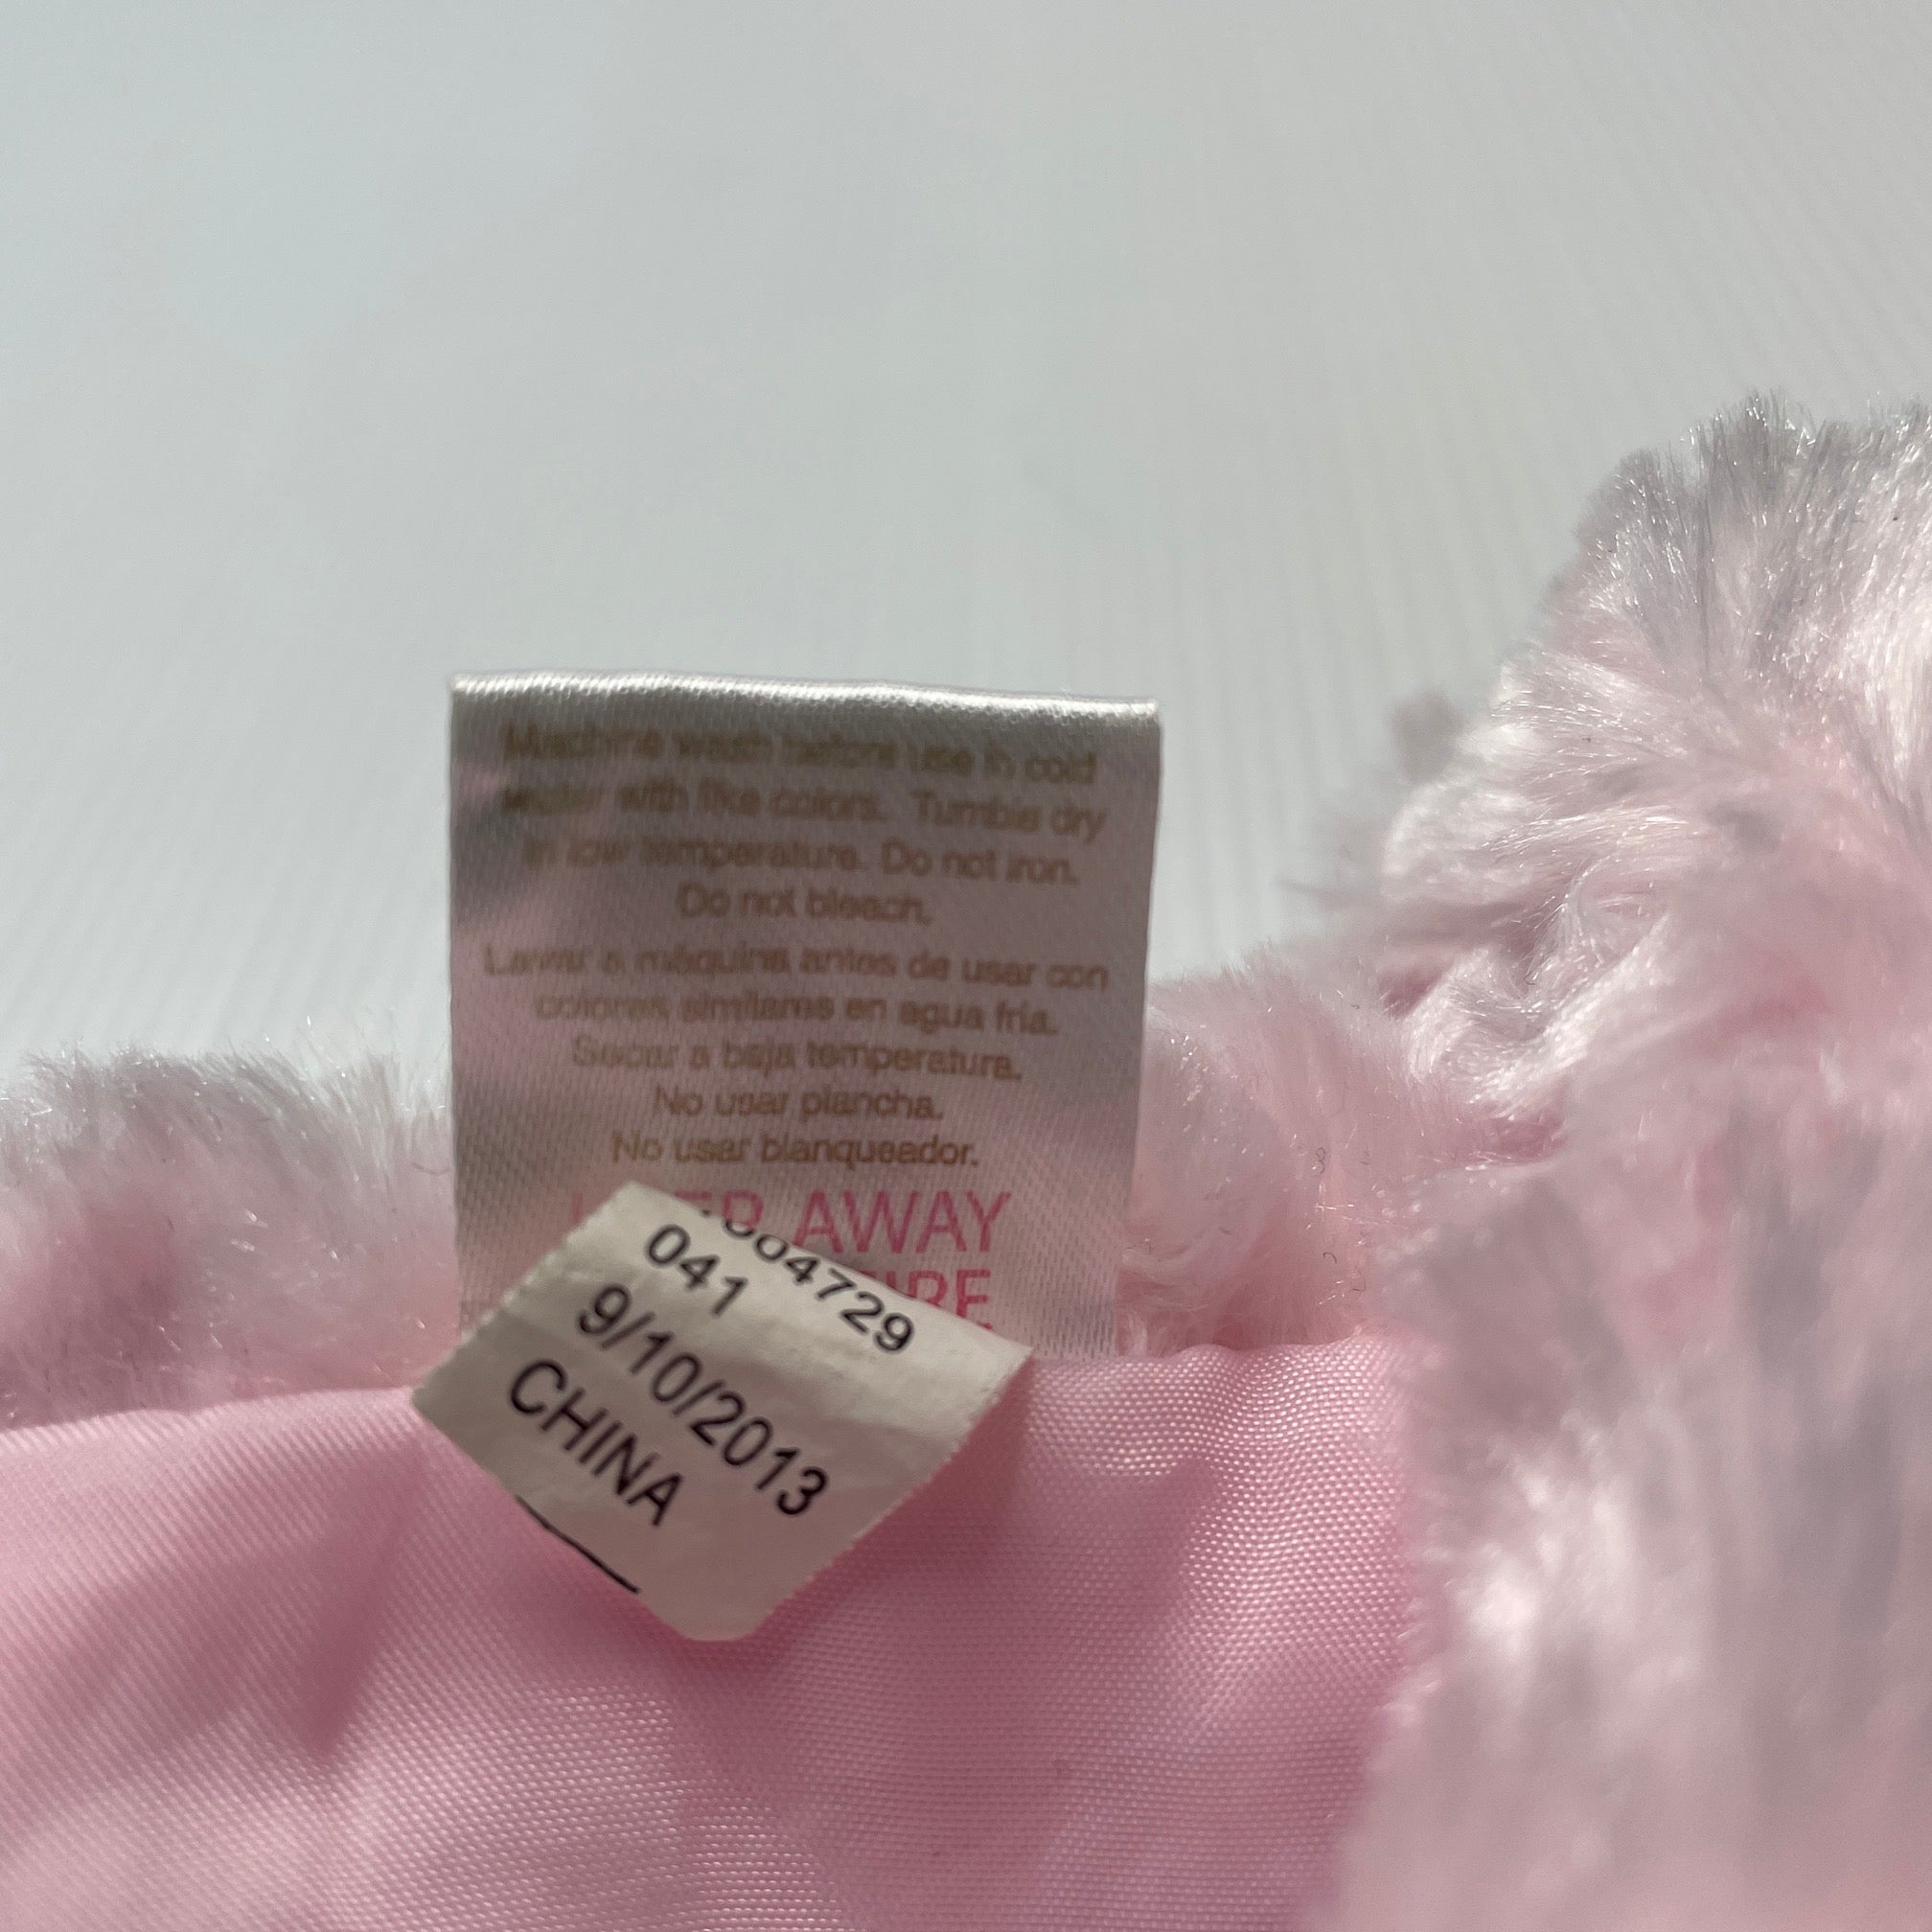 Machine wash before use in cold
water with like colors. Tumble dry
in low temperature. Do not iron.
Do not bleach.
Lavar a máquina antes de usar con
colores similares en agua fría.
Secar a baja temperatura.
No usar plancha.
No usar blanqueador.
AWAY
04729
041
9/10/2013
CHINA